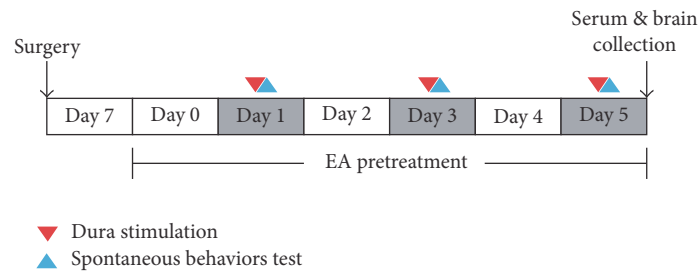 Surgery
Serum & brain
collection
Day 7 Day 0 Day 1 Day 2 Day 3 Day 4 Day 5
EA pretreatment
Dura stimulation
Spontaneous behaviors test